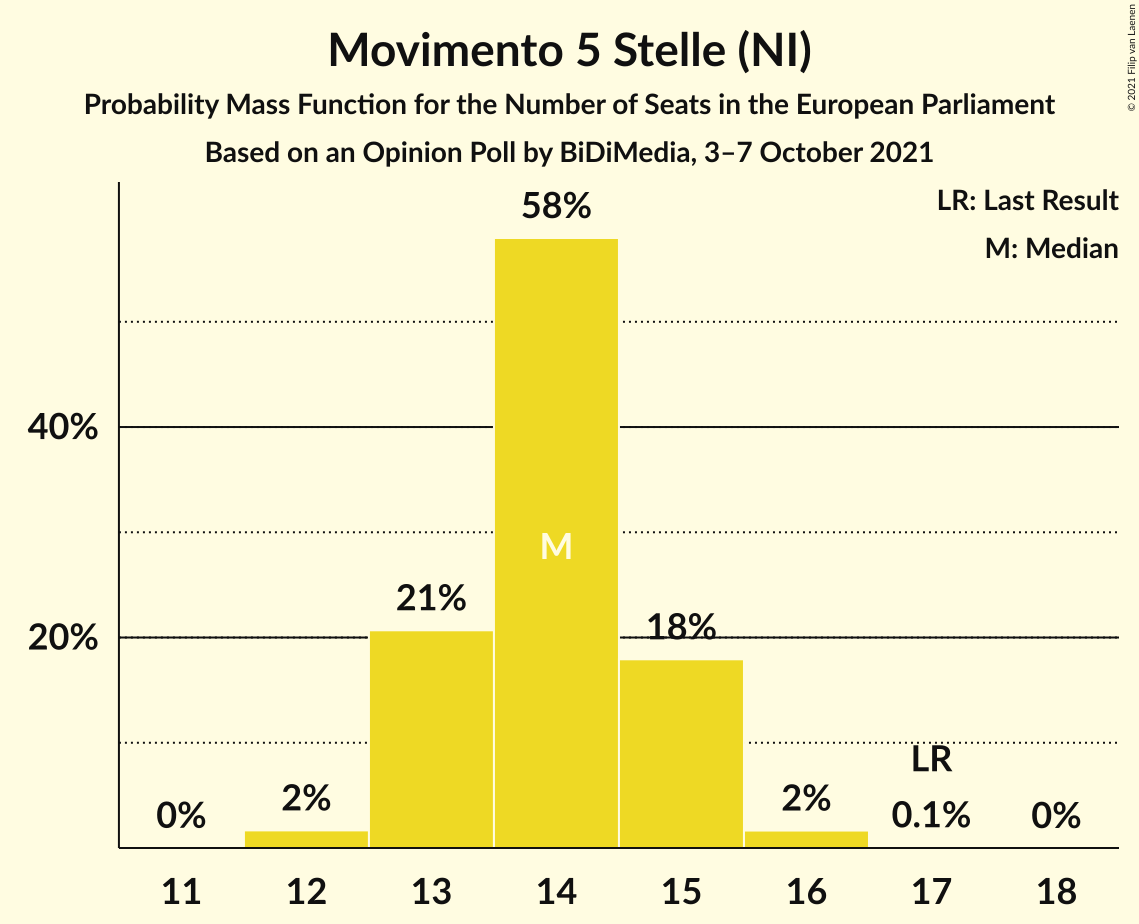 Movimento 5 Stelle (NI)
Probability Mass Function for the Number of Seats in the European Parliament
Based on an Opinion Poll by BiDiMedia, 3–7 October 2021
© 2021 Filip van Laenen
LR: Last Result
M: Median
58%
40%
M
21%
18%
20%
LR
0%
2%
2%
0.1%
0%
11 12 13 14 15 16 17 18